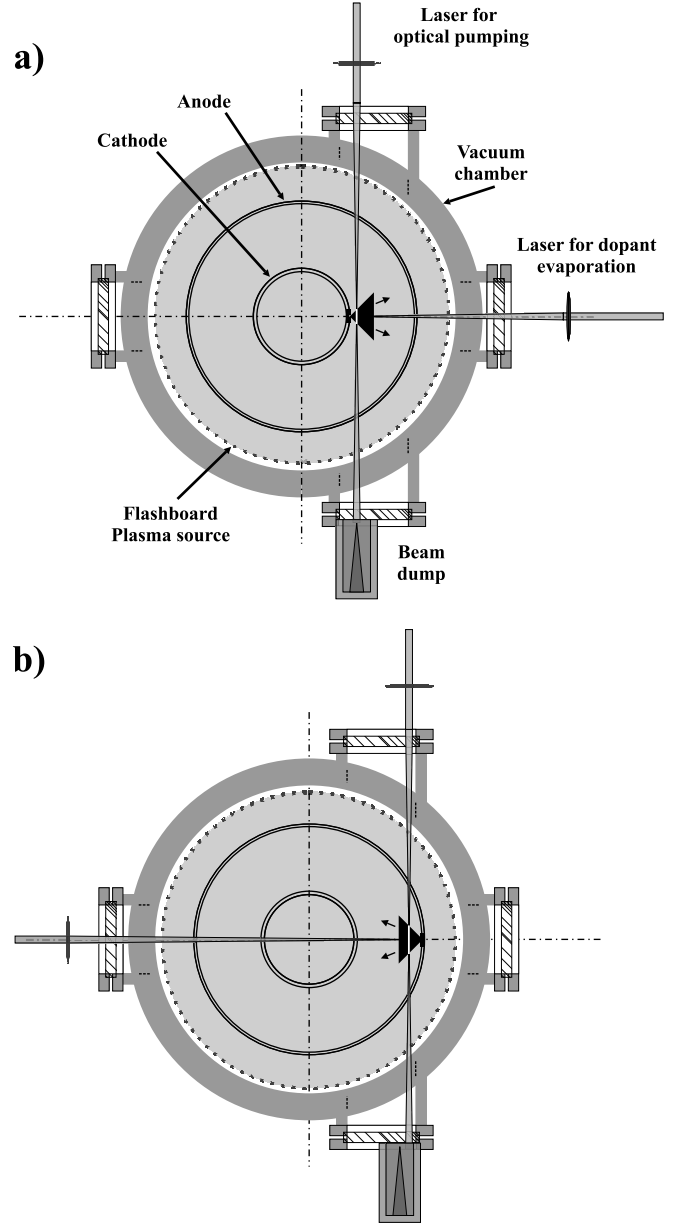 a)
Laser for
optical pumping
Anode
Cathode
Vacuum
chamber
Laser for dopant
evaporation
Flashboard
Plasma source
Beam
dump
b)